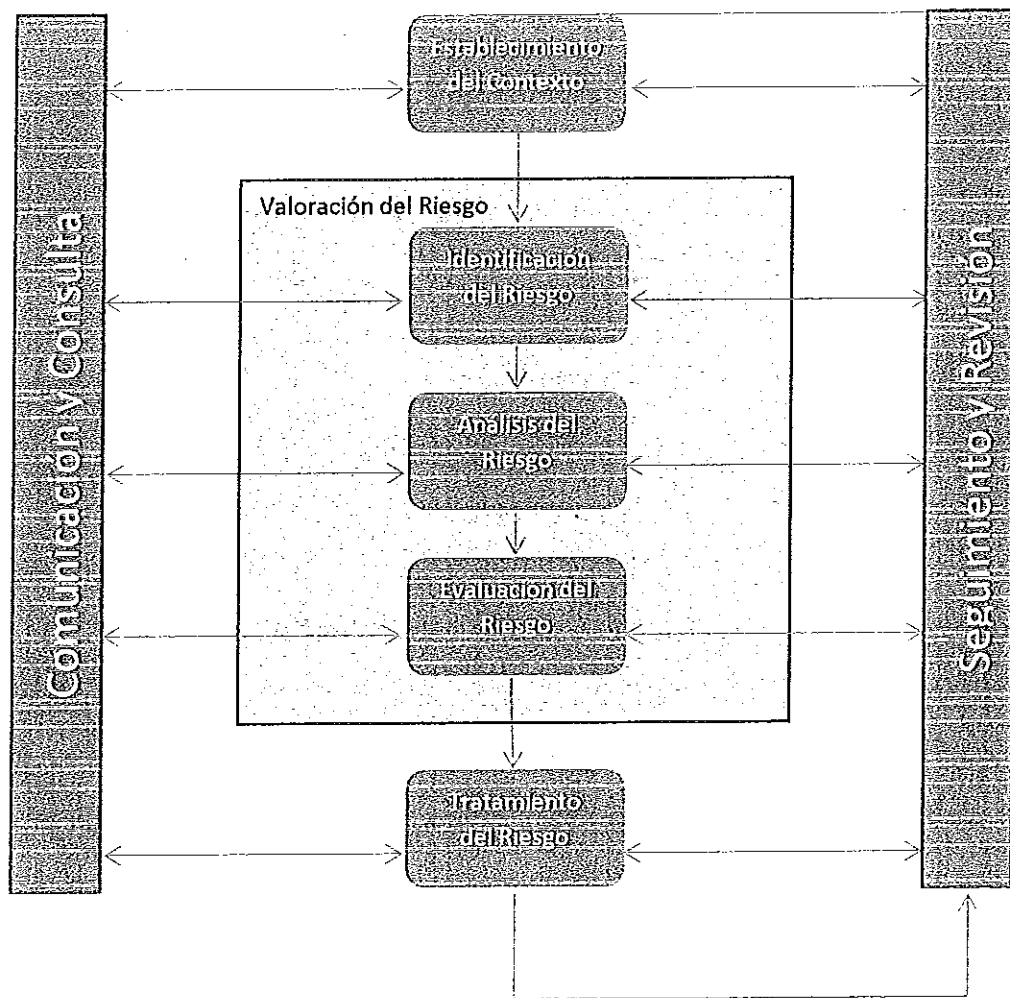 Comunicación y Consulta
Establecimiento
del Contexto
Valoración del Riesgo
Identificación
del Riesgo
Análisis del
Riesgo
Evaluación del
Riesgo
Tratamiento
del Riesgo
Seguimiento y Revisión